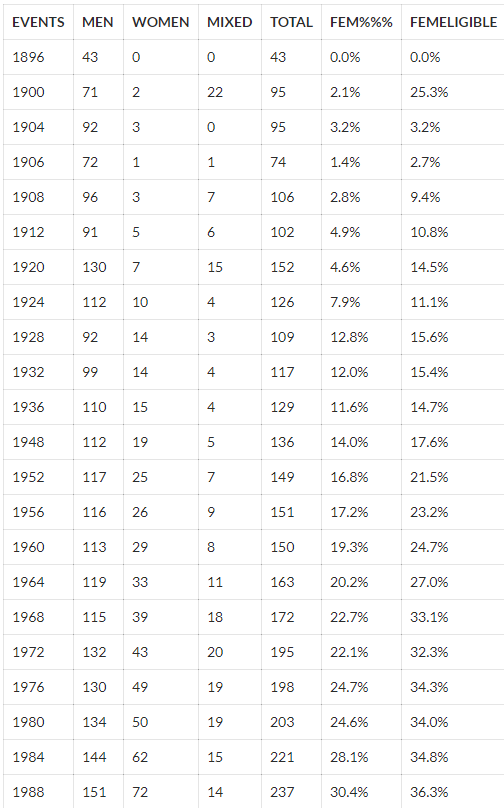 EVENTS MEN WOMEN MIXED TOTAL FEM%%% FEMELIGIBLE
1896 43 0 0 43 0.0% 0.0%
1900 71 2 22 95 2.1% 25.3%
1904 92 3 0 95 3.2% 3.2%
1906 72 1 1 74 1.4% 2.7%
1908 96 3 7 106 2.8% 9.4%
1912 91 5 6 102 4.9% 10.8%
1920 130 7 15 152 4.6% 14.5%
1924 112 10 4 126 7.9% 11.1%
1928 92 14 3 109 12.8% 15.6%
1932 99 14 4 117 12.0% 15.4%
1936 110 15 4 129 11.6% 14.7%
1948 112 19 5 136 14.0% 17.6%
1952 117 25 7 149 16.8% 21.5%
1956 116 26 9 151 17.2% 23.2%
1960 113 29 8 150 19.3% 24.7%
1964 119 33 11 163 20.2% 27.0%
1968 115 39 18 172 22.7% 33.1%
1972 132 43 20 195 22.1% 32.3%
1976 130 49 19 198 24.7% 34.3%
1980 134 50 19 203 24.6% 34.0%
1984 144 62 15 221 28.1% 34.8%
1988 151 72 14 237 30.4% 36.3%